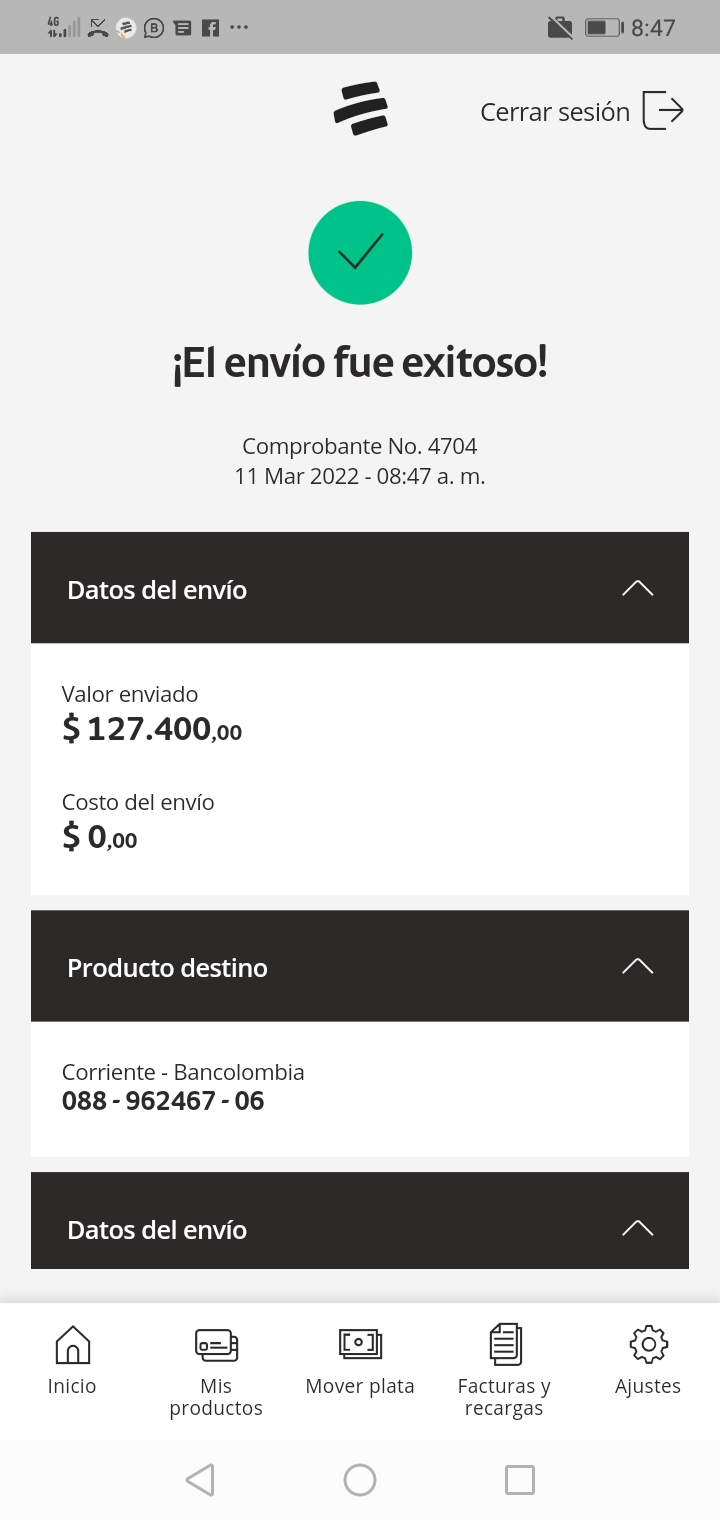 4G
8:47
Cerrar sesión
¡El envío fue exitoso!
Comprobante No. 4704
11 Mar 2022 - 08:47 a. m.
Datos del envío
Valor enviado
$ 127.400,00
Costo del envío
$ 0,00
Producto destino
Corriente - Bancolombia
088 - 962467 - 06
Datos del envío
Inicio
Mis
productos
Mover plata
Facturas y
recargas
Ajustes